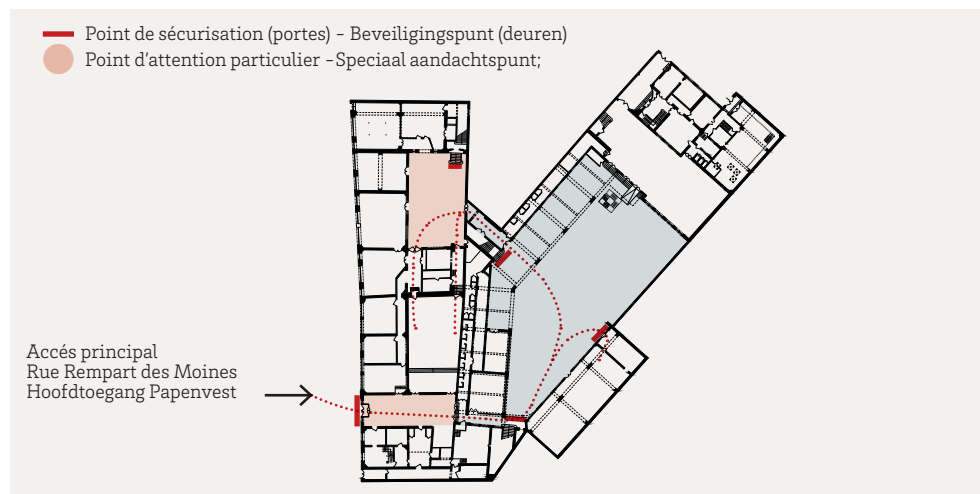 Point de sécurisation (portes) - Beveiligingspunt (deuren)
Point d'attention particulier - Speciaal aandachtspunt;
Accés principal
Rue Rempart des Moines
Hoofdtoegang Papenvest